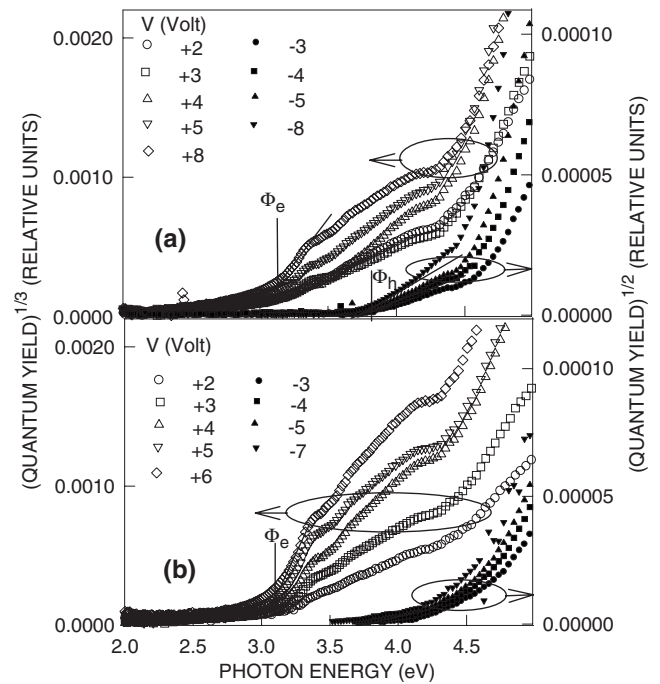 V (Volt)
+2 -3
+3 -4
+4 -5
+5 -8
+8
Φe
Φh
(a)
0.0020
0.0010
0.0000
0.00010
0.00005
0.00000
V (Volt)
+2 -3
+3 -4
+4 -5
+5 -7
+6
Φe
(b)
0.0020
0.0010
0.0000
0.00010
0.00005
0.00000
2.0 2.5 3.0 3.5 4.0 4.5
PHOTON ENERGY (eV)
(QUANTUM YIELD)1/3 (RELATIVE UNITS)
(QUANTUM YIELD)1/2 (RELATIVE UNITS)